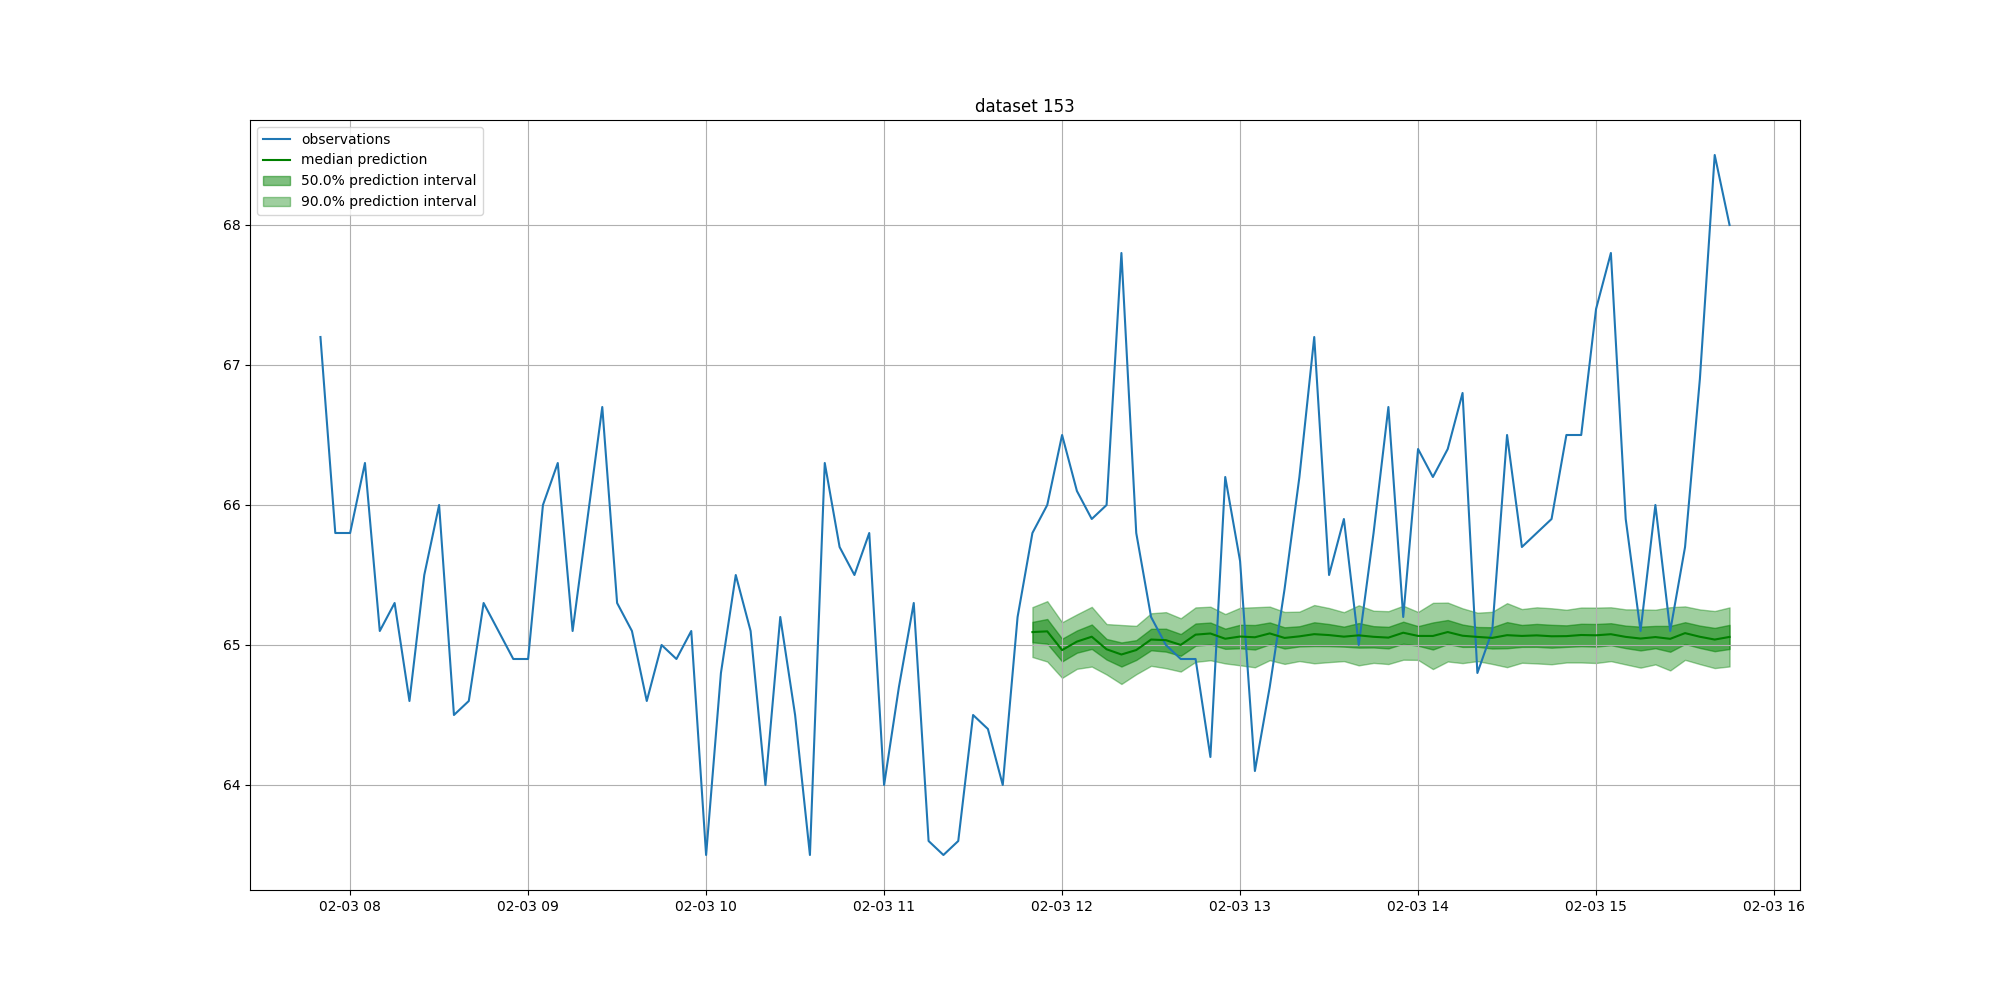 dataset 153
observations
median prediction
50.0% prediction interval
90.0% prediction interval
68
67
66
65
64
02-03 08
02-03 09
02-03 10
02-03 11
02-03 12
02-03 13
02-03 14
02-03 15
02-03 16